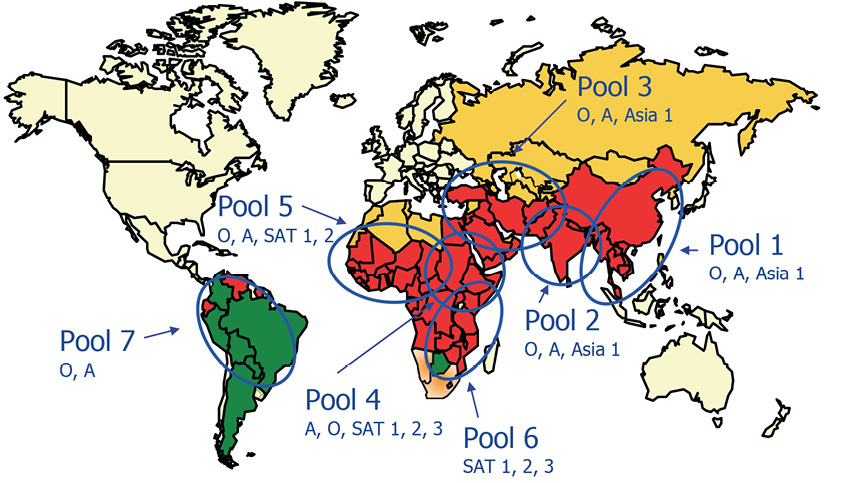 Pool 3
O, A, Asia 1
Pool 5
O, A, SAT 1, 2
Pool 1
O, A, Asia 1
Pool 2
O, A, Asia 1
Pool 7
O, A
Pool 4
A, O, SAT 1, 2, 3
Pool 6
SAT 1, 2, 3